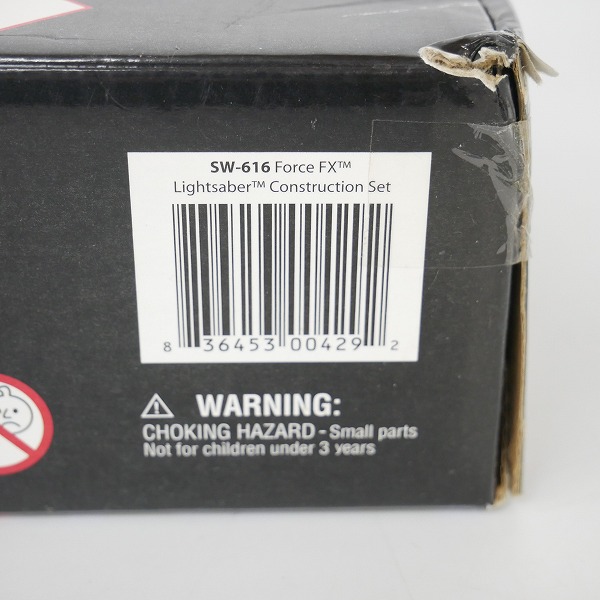 SW-616 Force FX™
Lightsaber™ Construction Set
8 36453 00429 2
⚠ WARNING:
CHOKING HAZARD - Small parts
Not for children under 3 years